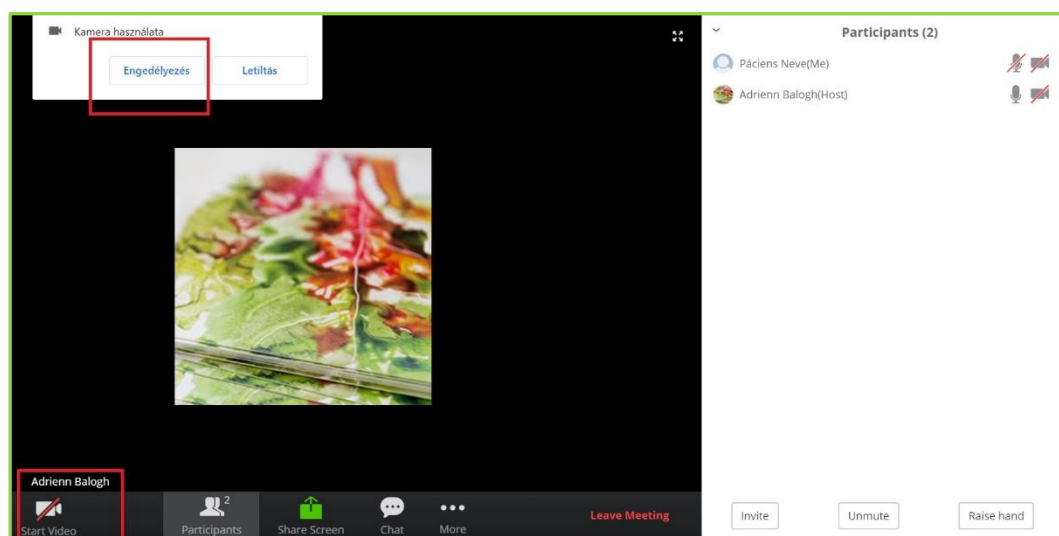 Kamera használata
Engedélyezés Letiltás
Adrienn Balogh
Start Video
Participants 2
Share Screen
Chat
More
Leave Meeting
Participants (2)
Páciens Neve(Me)
Adrienn Balogh(Host)
Invite Unmute Raise hand